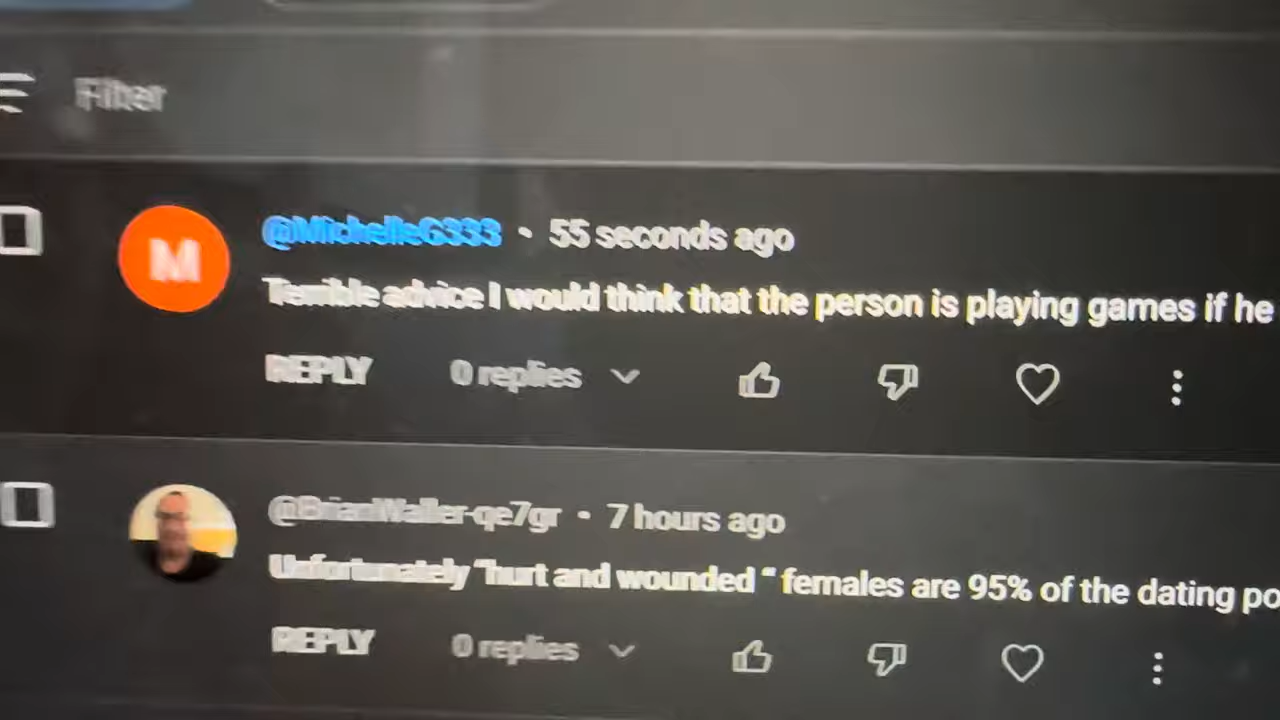 Filter
@MichelleG333 • 55 seconds ago
Terrible advice I would think that the person is playing games if he
REPLY 0 replies
@BrianWaller-qe7gr • 7 hours ago
Unfortunately "hurt and wounded " females are 95% of the dating po
REPLY 0 replies